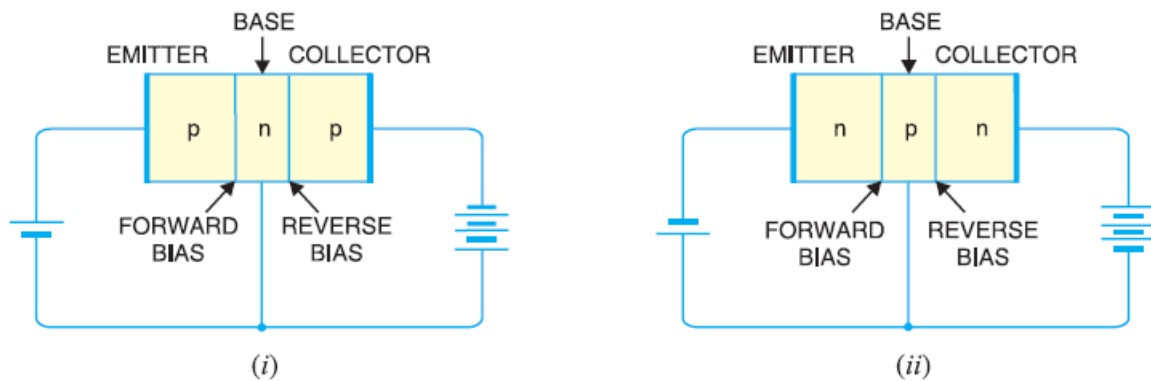 BASE
EMITTER COLLECTOR
p n p
FORWARD BIAS
REVERSE BIAS
(i)
BASE
EMITTER COLLECTOR
n p n
FORWARD BIAS
REVERSE BIAS
(ii)